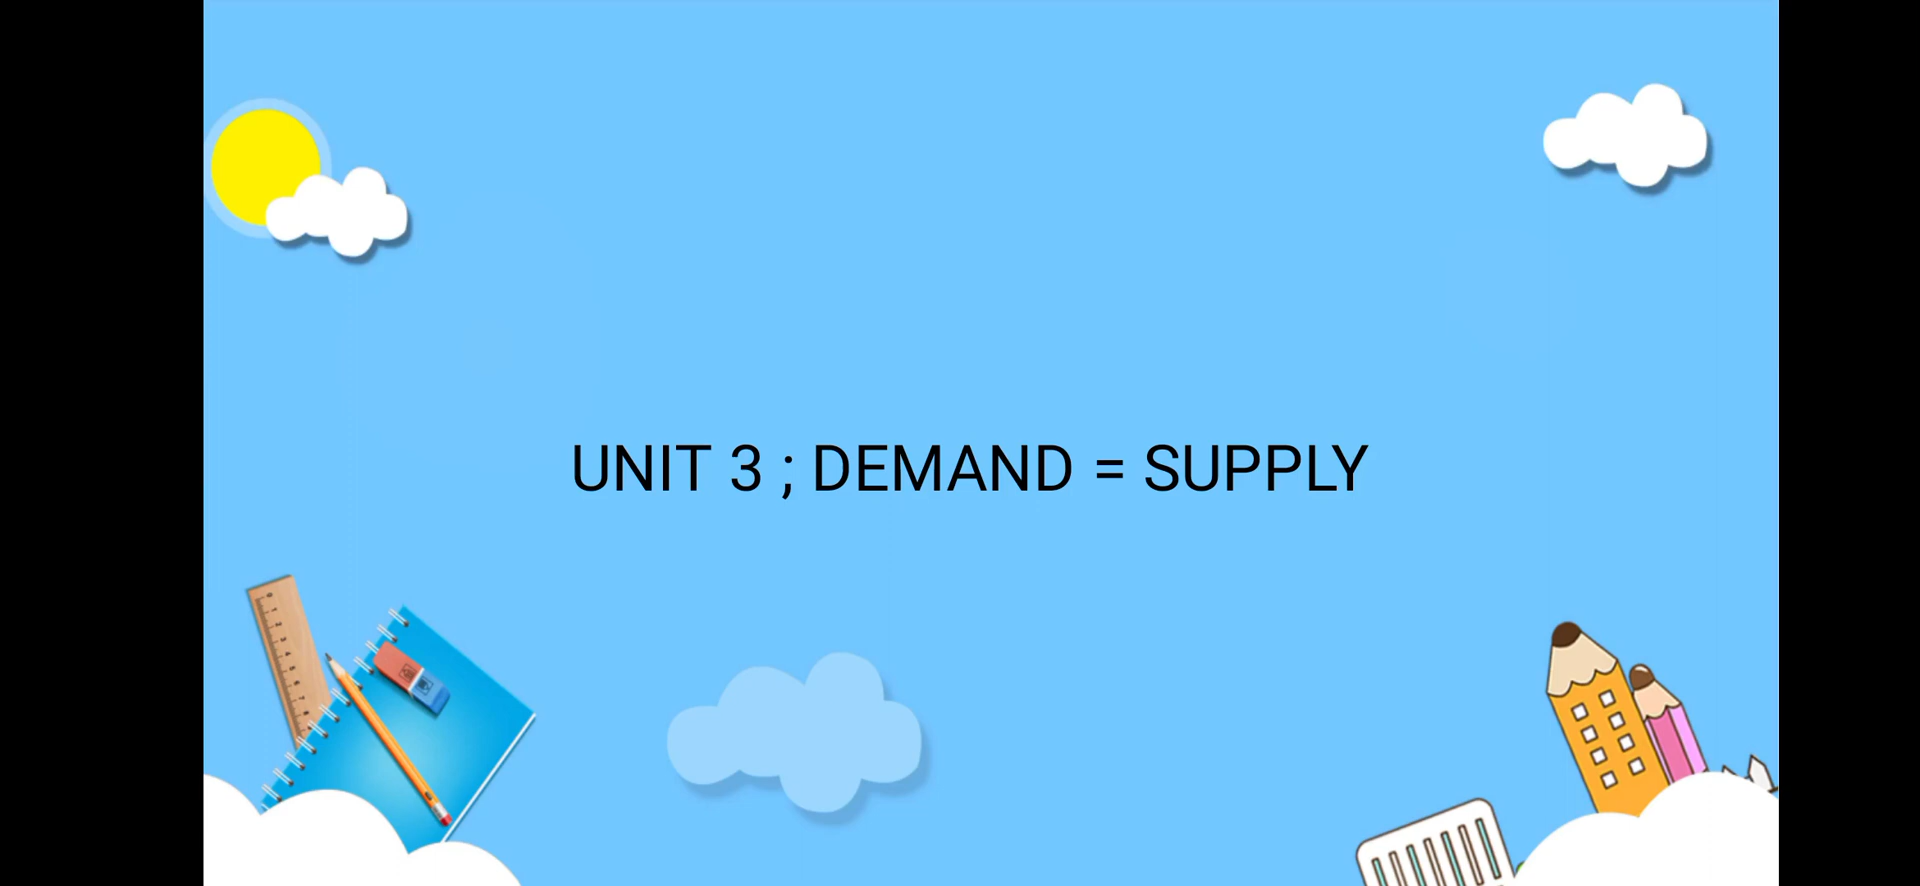 UNIT 3 ; DEMAND = SUPPLY